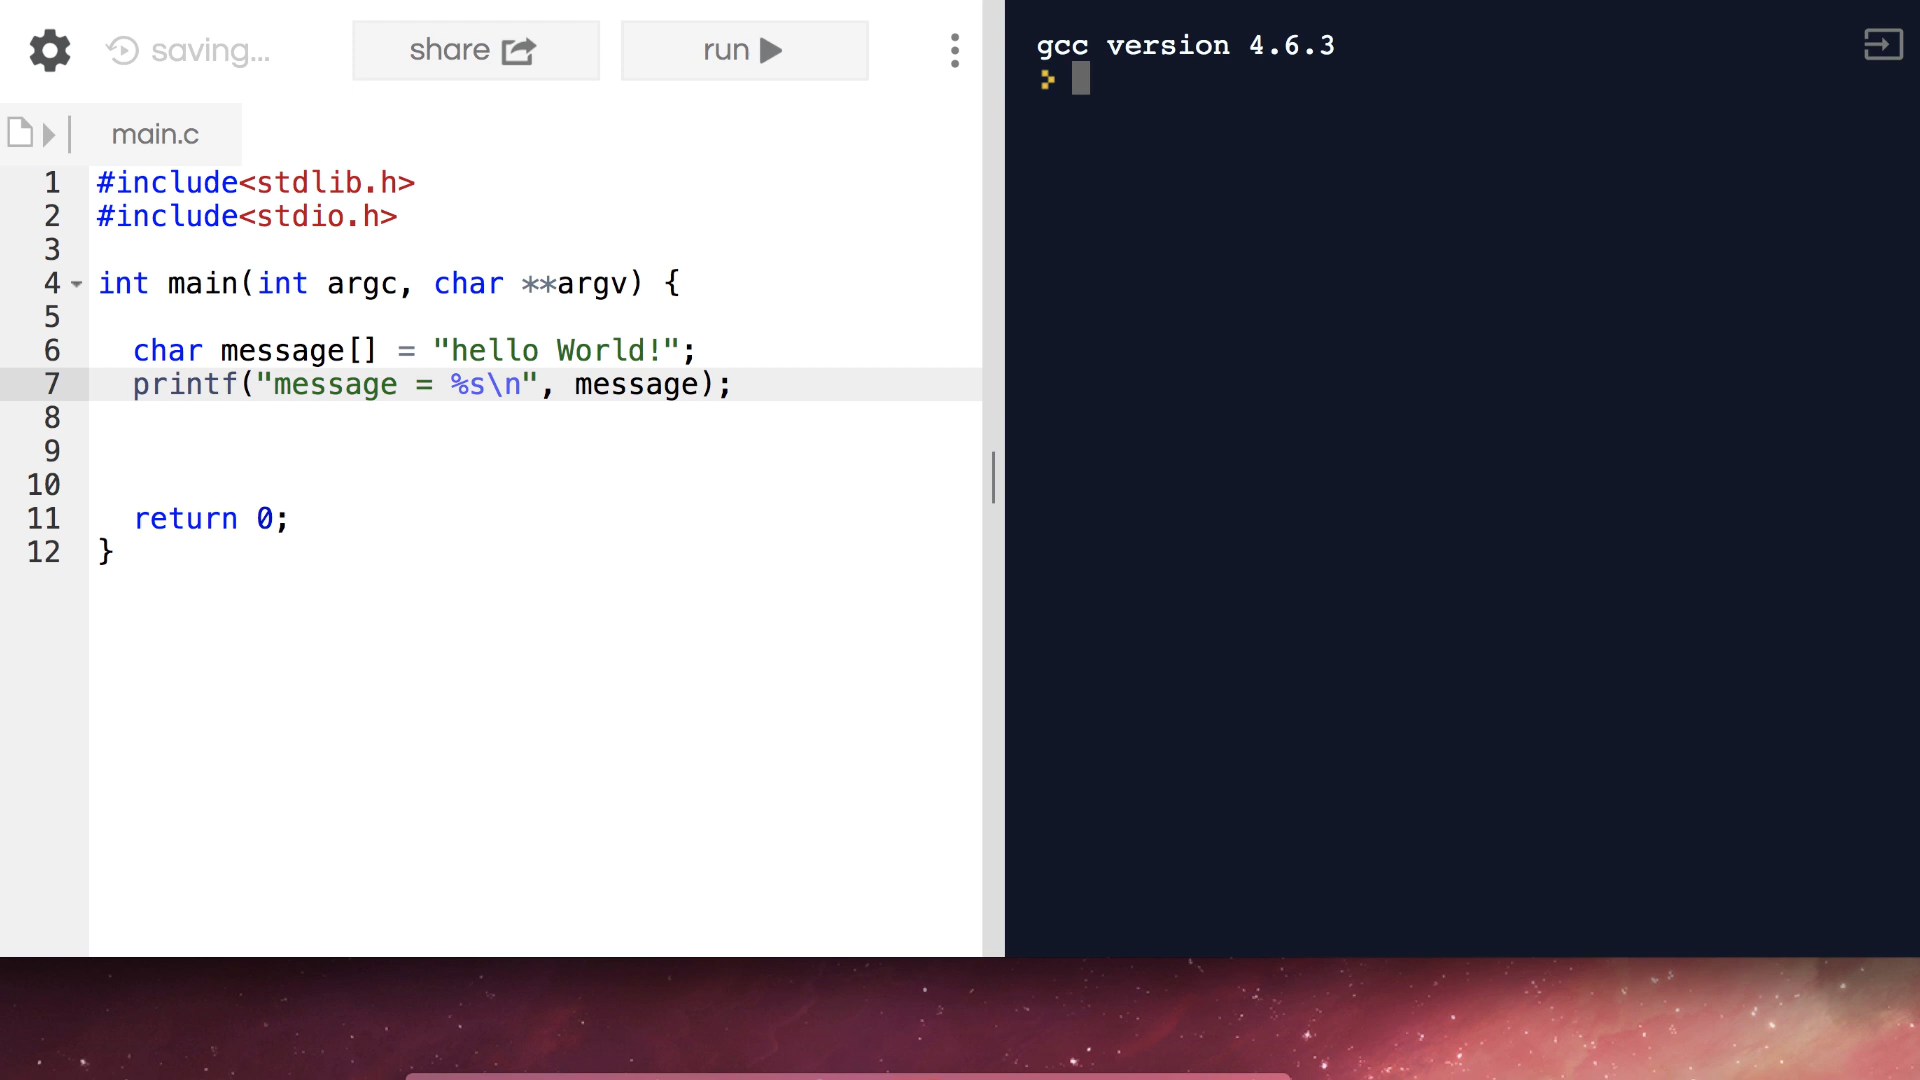 saving...
share
run
main.c
1 #include<stdlib.h>
2 #include<stdio.h>
3
4 int main(int argc, char **argv) {
5
6   char message[] = "hello World!";
7   printf("message = %s\n", message);
8
9
10
11   return 0;
12 }
gcc version 4.6.3
>